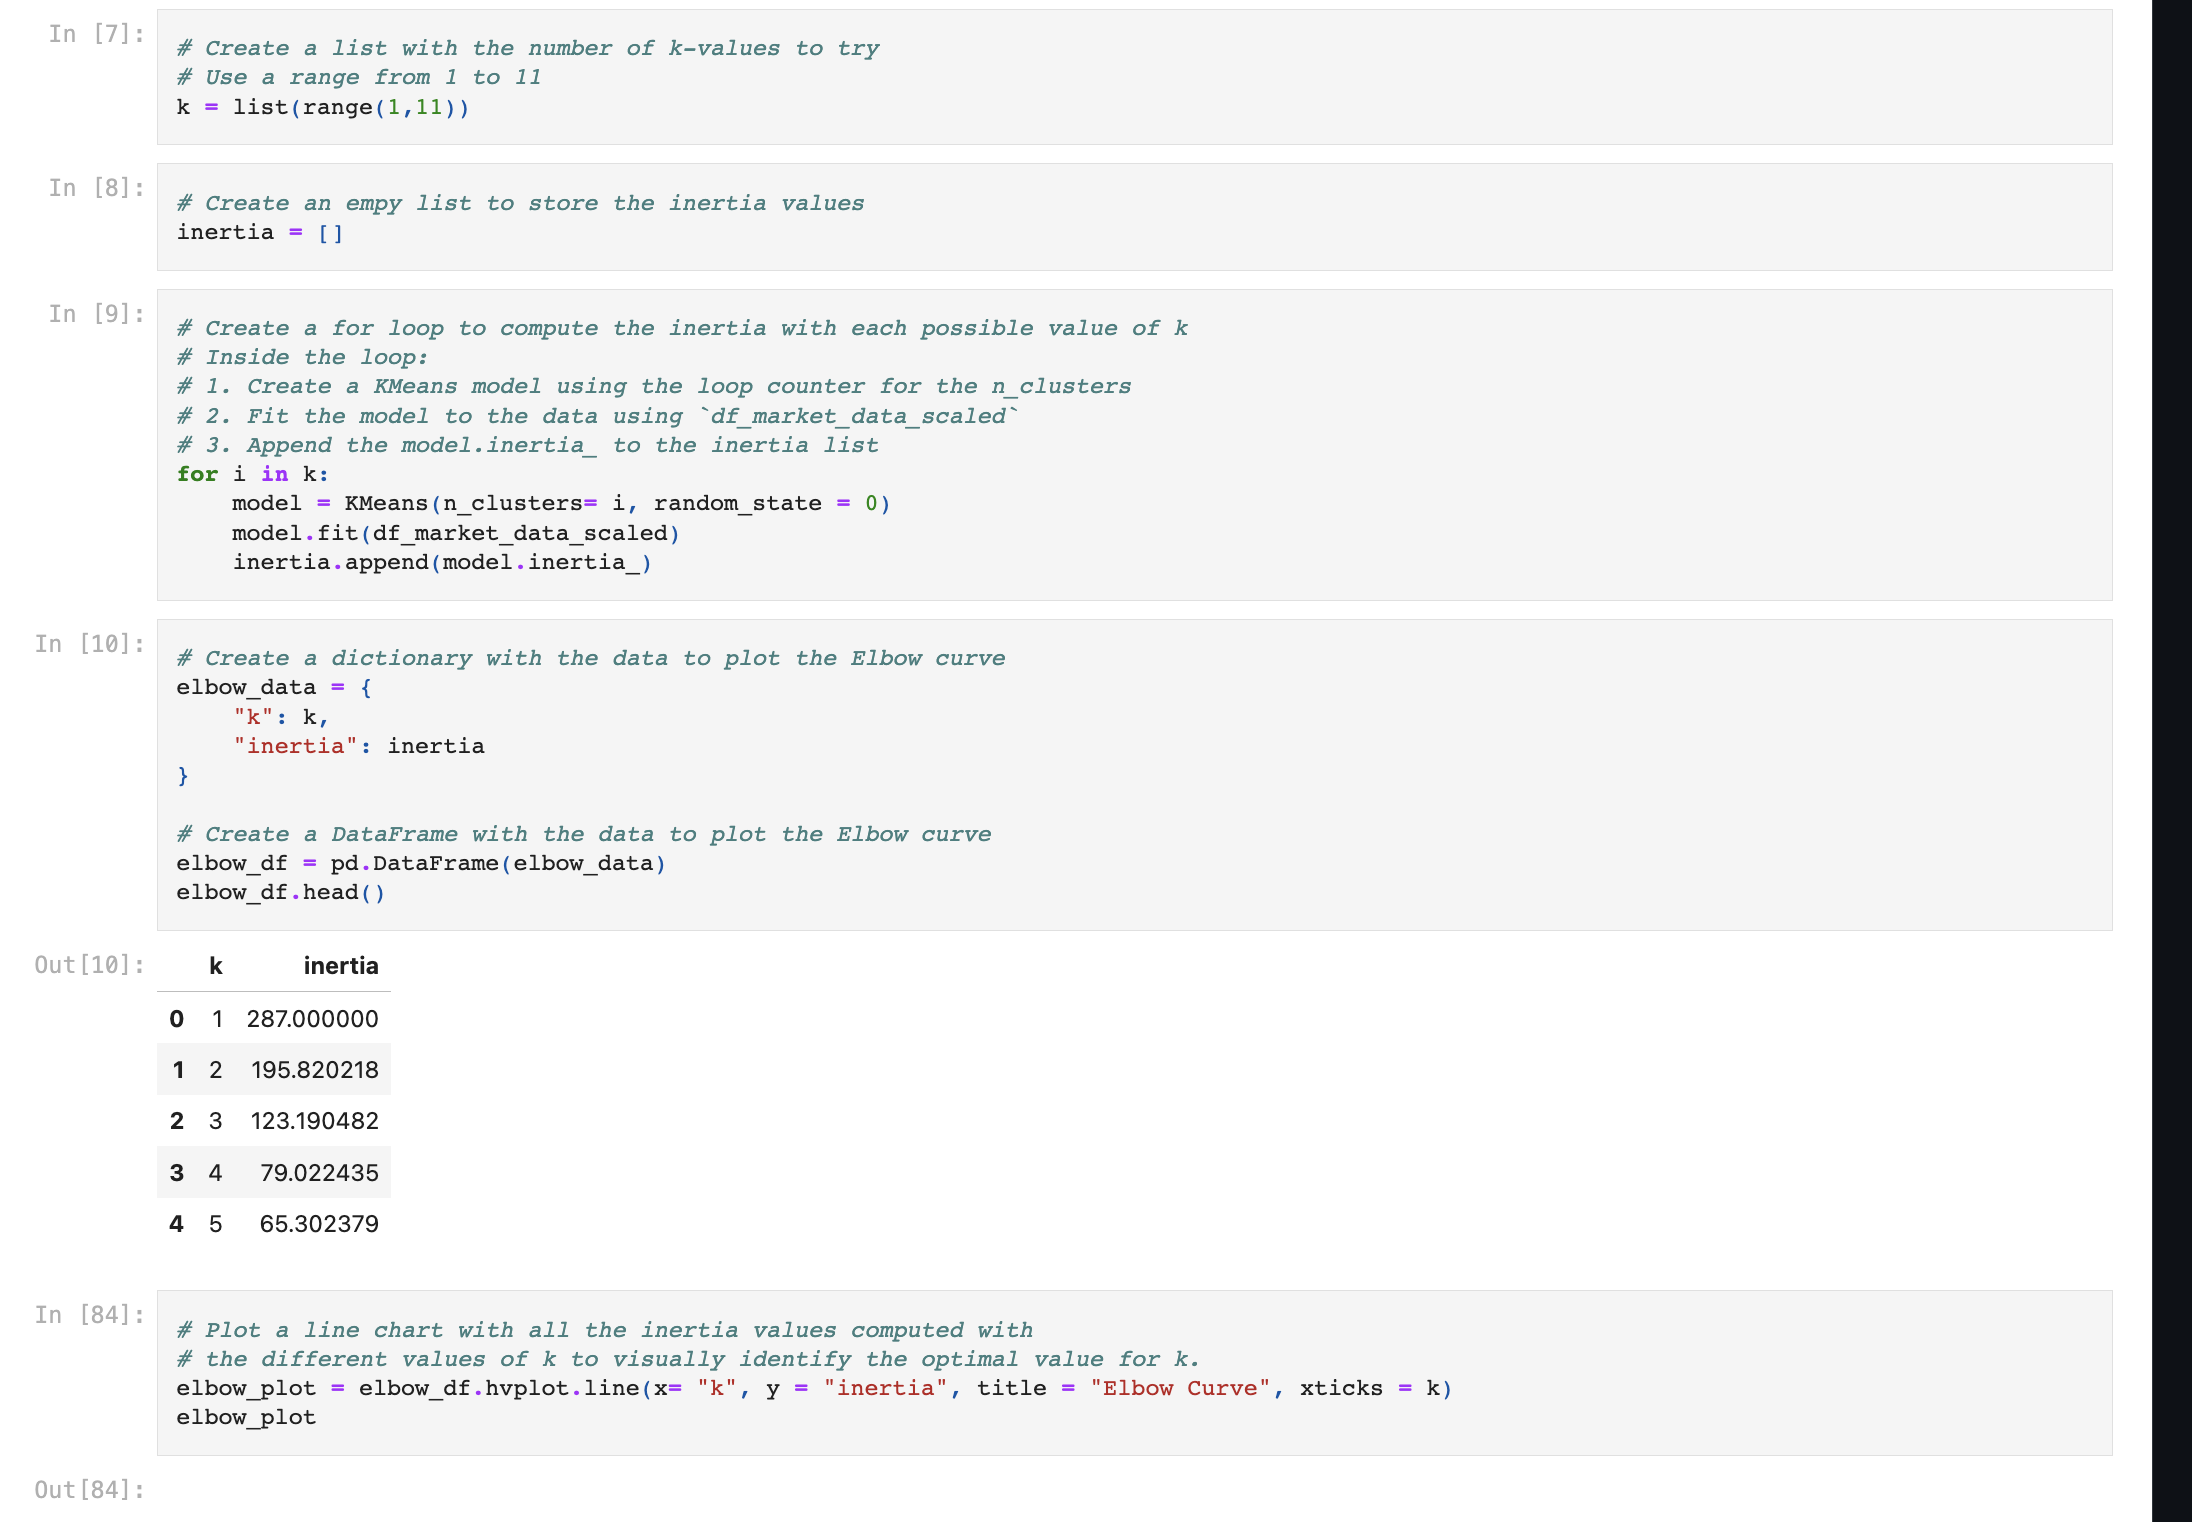 In [7]:
# Create a list with the number of k-values to try
# Use a range from 1 to 11
k = list(range(1,11))
In [8]:
# Create an empy list to store the inertia values
inertia = []
In [9]:
# Create a for loop to compute the inertia with each possible value of k
# Inside the loop:
# 1. Create a KMeans model using the loop counter for the n_clusters
# 2. Fit the model to the data using `df_market_data_scaled`
# 3. Append the model.inertia_ to the inertia list
for i in k:
    model = KMeans(n_clusters= i, random_state = 0)
    model.fit(df_market_data_scaled)
    inertia.append(model.inertia_)
In [10]:
# Create a dictionary with the data to plot the Elbow curve
elbow_data = {
    "k": k,
    "inertia": inertia
}
# Create a DataFrame with the data to plot the Elbow curve
elbow_df = pd.DataFrame(elbow_data)
elbow_df.head()
Out[10]:
k inertia
0 1 287.000000
1 2 195.820218
2 3 123.190482
3 4 79.022435
4 5 65.302379
In [84]:
# Plot a line chart with all the inertia values computed with
# the different values of k to visually identify the optimal value for k.
elbow_plot = elbow_df.hvplot.line(x= "k", y = "inertia", title = "Elbow Curve", xticks = k)
elbow_plot
Out[84]: